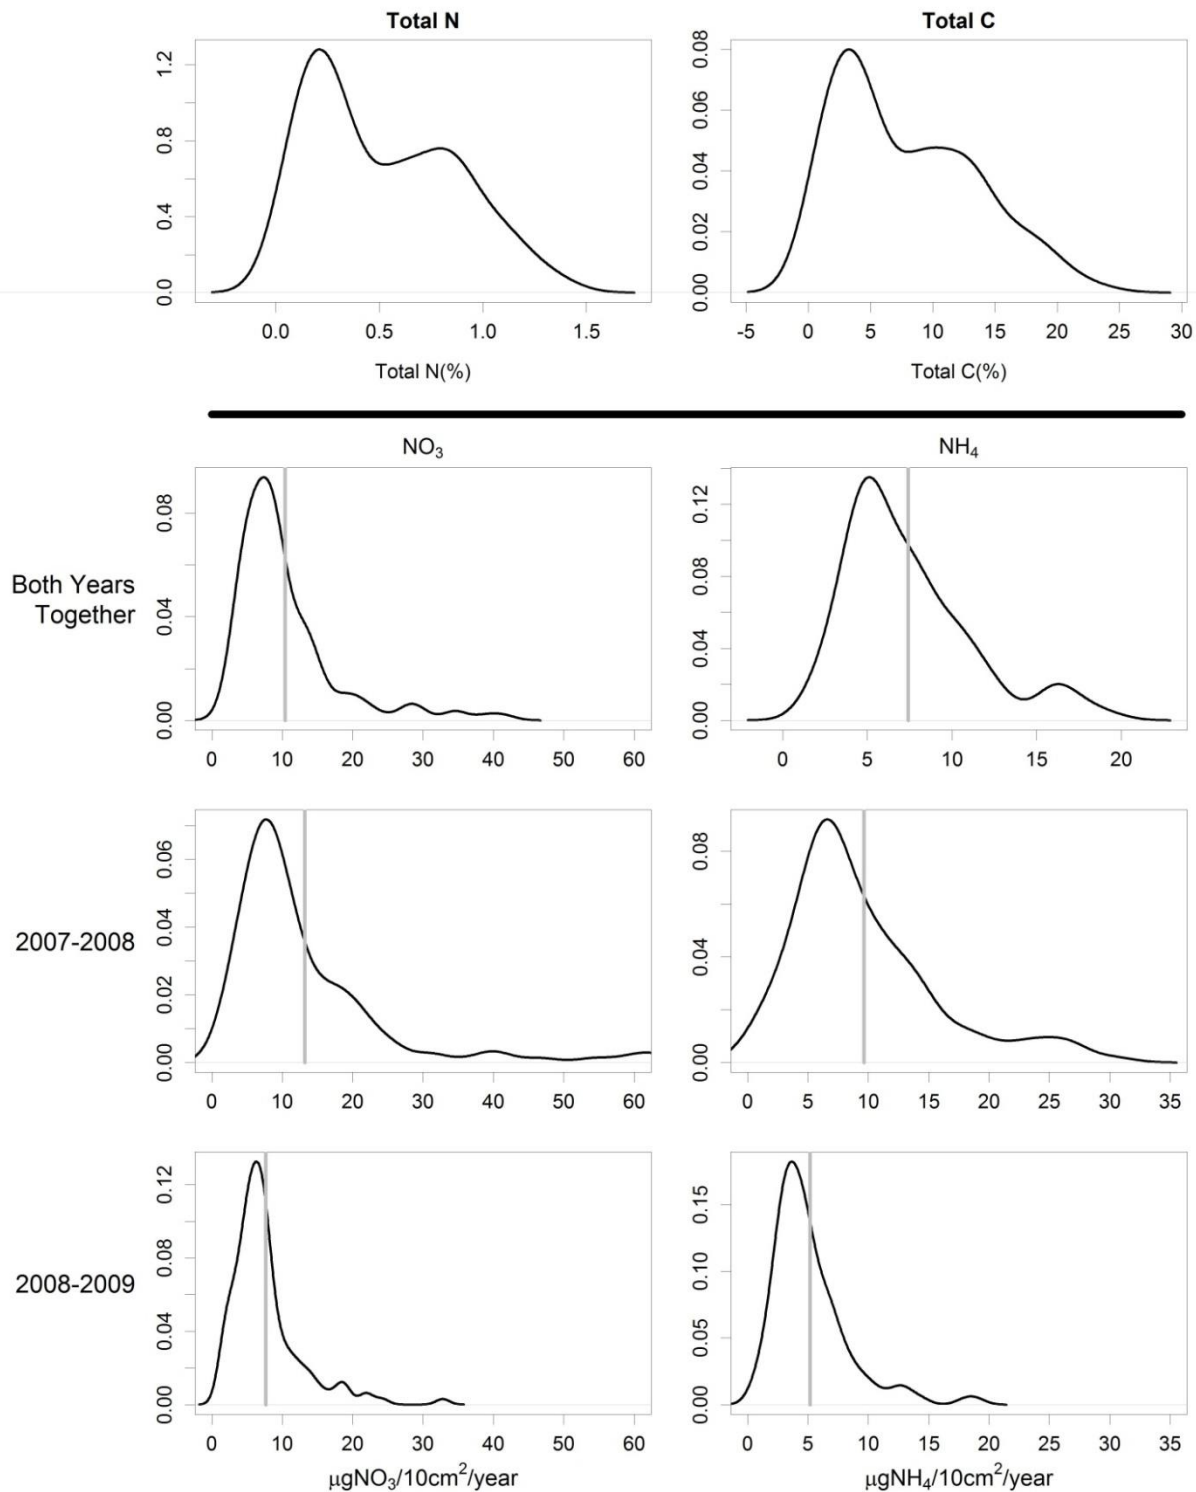 Total N
Total C
1.2
0.8
0.4
0.0
0.0 0.5 1.0 1.5
Total N(%)
0.08
0.06
0.04
0.02
0.00
-5 0 5 10 15 20 25 30
Total C(%)
NO₃
NH₄
Both Years
Together
0.08
0.04
0.00
0 10 20 30 40 50 60
0.12
0.08
0.04
0.00
0 5 10 15 20
2007-2008
0.06
0.04
0.02
0.00
0 10 20 30 40 50 60
0.08
0.04
0.00
0 5 10 15 20 25 30 35
2008-2009
0.12
0.08
0.04
0.00
0 10 20 30 40 50 60
µgNO₃/10cm²/year
0.15
0.10
0.05
0.00
0 5 10 15 20 25 30 35
µgNH₄/10cm²/year